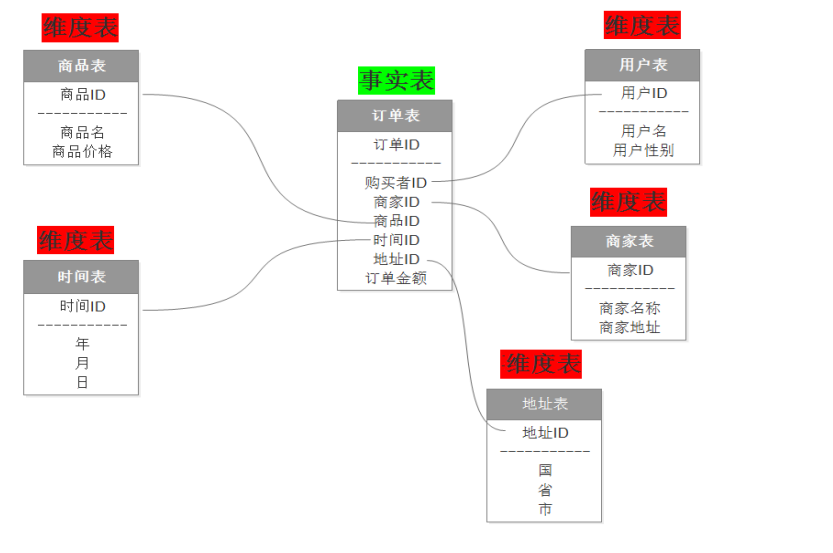 维度表
商品表
商品ID
-----------
商品名
商品价格
维度表
时间表
时间ID
-----------
年
月
日
事实表
订单表
订单ID
-----------
购买者ID
商家ID
商品ID
时间ID
地址ID
订单金额
维度表
用户表
用户ID
-----------
用户名
用户性别
维度表
商家表
商家ID
-----------
商家名称
商家地址
维度表
地址表
地址ID
-----------
国
省
市